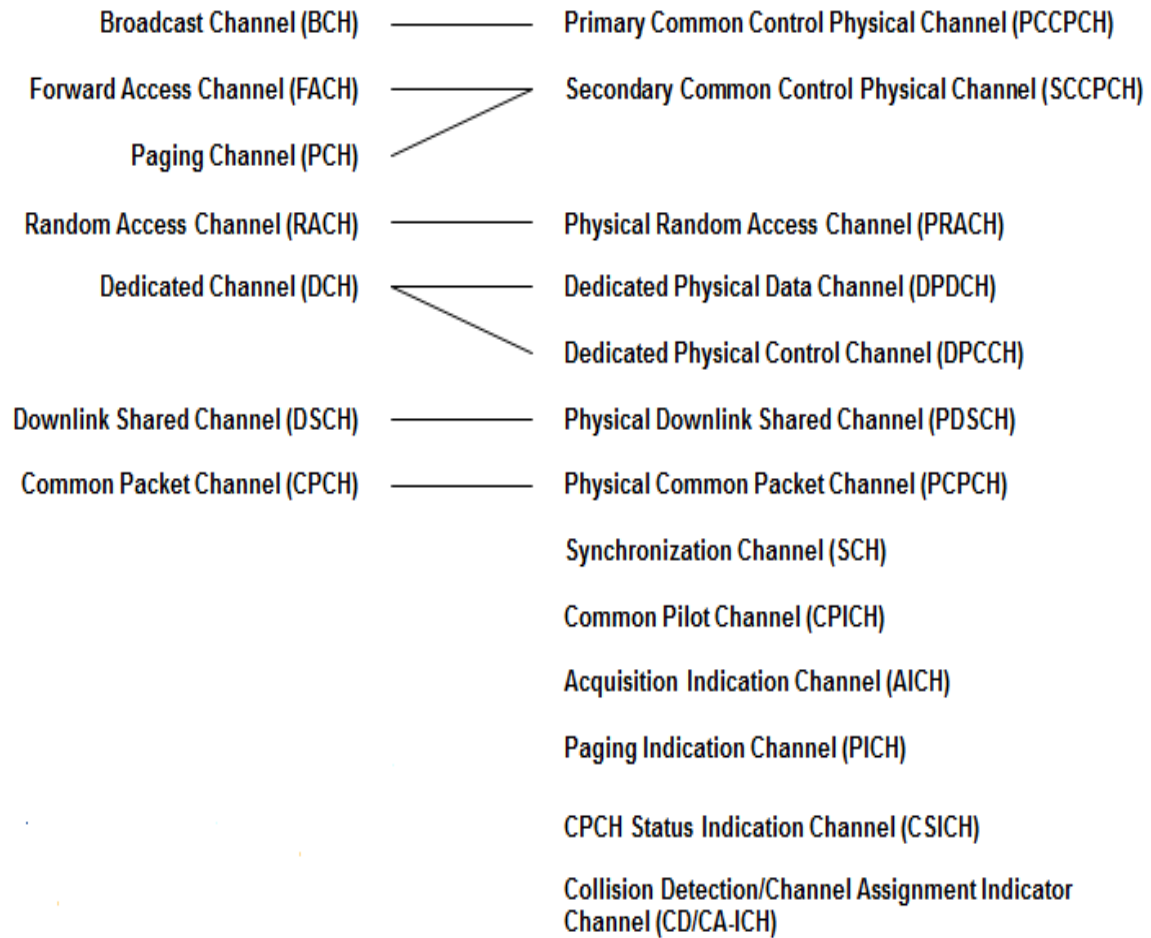 Broadcast Channel (BCH) Primary Common Control Physical Channel (PCCPCH)
Forward Access Channel (FACH) Secondary Common Control Physical Channel (SCCPCH)
Paging Channel (PCH)
Random Access Channel (RACH) Physical Random Access Channel (PRACH)
Dedicated Channel (DCH) Dedicated Physical Data Channel (DPDCH)
Dedicated Physical Control Channel (DPCCH)
Downlink Shared Channel (DSCH) Physical Downlink Shared Channel (PDSCH)
Common Packet Channel (CPCH) Physical Common Packet Channel (PCPCH)
Synchronization Channel (SCH)
Common Pilot Channel (CPICH)
Acquisition Indication Channel (AICH)
Paging Indication Channel (PICH)
CPCH Status Indication Channel (CSICH)
Collision Detection/Channel Assignment Indicator
Channel (CD/CA-ICH)